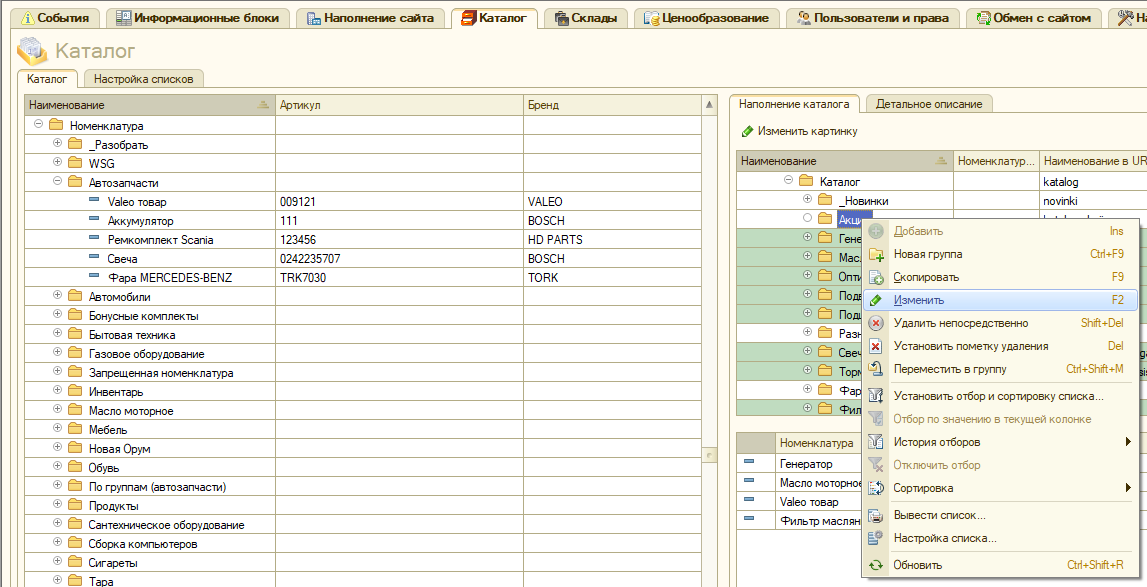 События Информационные блоки Наполнение сайта Каталог Склады Ценообразование Пользователи и права Обмен с сайтом
Каталог
Каталог Настройка списков
Наименование Артикул Бренд
Номенклатура
_Разобрать
WSG
Автозапчасти
Valeo товар 009121 VALEO
Аккумулятор 111 BOSCH
Ремкомплект Scania 123456 HD PARTS
Свеча 0242235707 BOSCH
Фара MERCEDES-BENZ TRK7030 TORK
Автомобили
Бонусные комплекты
Бытовая техника
Газовое оборудование
Запрещенная номенклатура
Инвентарь
Масло моторное
Мебель
Новая Орум
Обувь
По группам (автозапчасти)
Продукты
Сантехническое оборудование
Сборка компьютеров
Сигареты
Тара
Наполнение каталога Детальное описание
Изменить картинку
Наименование Номенклатур... Наименование в UR
Каталог katalog
_Новинки novinki
Акци
Гене
Масл
Опти
Подв
Подш
Разн
Свеч
Торм
Фар
Фил
Номенклатура
Генератор
Масло моторное
Valeo товар
Фильтр маслян
Добавить Ins
Новая группа Ctrl+F9
Скопировать F9
Изменить F2
Удалить непосредственно Shift+Del
Установить пометку удаления Del
Переместить в группу Ctrl+Shift+M
Установить отбор и сортировку списка...
Отбор по значению в текущей колонке
История отборов
Отключить отбор
Сортировка
Вывести список...
Настройка списка...
Обновить Ctrl+Shift+R